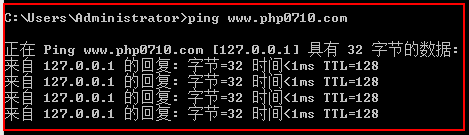 C:\Users\Administrator>ping www.php0710.com
正在 Ping www.php0710.com [127.0.0.1] 具有 32 字节的数据:
来自 127.0.0.1 的回复: 字节=32 时间<1ms TTL=128
来自 127.0.0.1 的回复: 字节=32 时间<1ms TTL=128
来自 127.0.0.1 的回复: 字节=32 时间<1ms TTL=128
来自 127.0.0.1 的回复: 字节=32 时间<1ms TTL=128